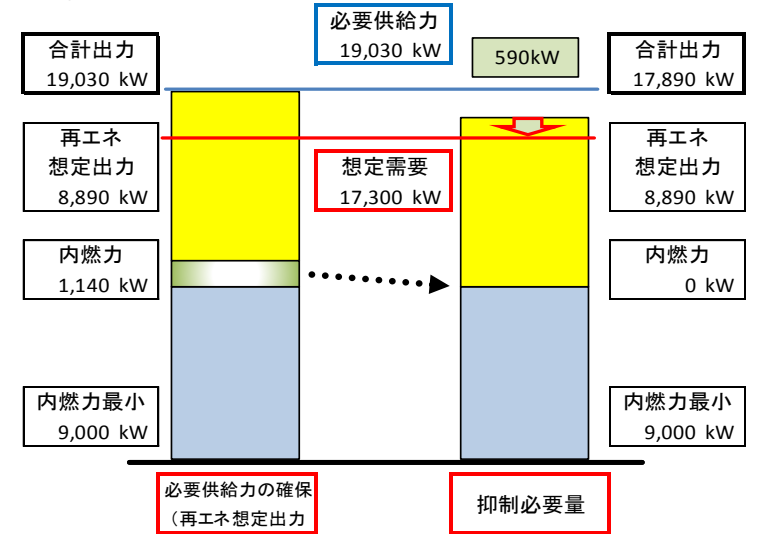 必要供給力
19,030 kW
590kW
合計出力
19,030 kW
合計出力
17,890 kW
再エネ
想定出力
8,890 kW
想定需要
17,300 kW
再エネ
想定出力
8,890 kW
内燃力
1,140 kW
内燃力
0 kW
内燃力最小
9,000 kW
内燃力最小
9,000 kW
必要供給力の確保
（再エネ想定出力
抑制必要量